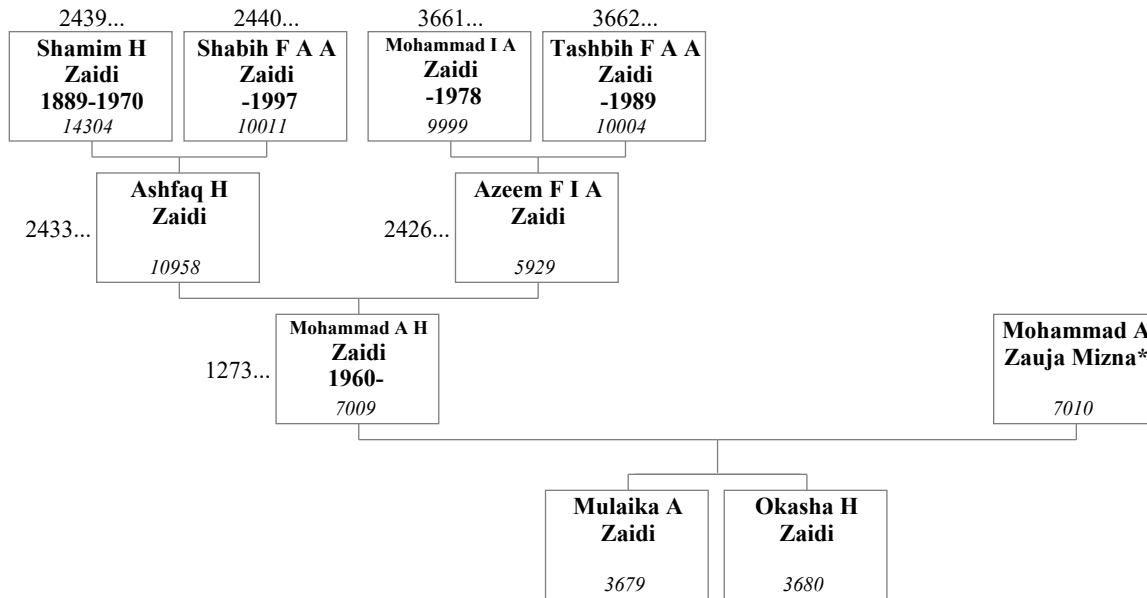 2439... 2440... 3661... 3662...
Shamim H
Zaidi
1889-1970
14304
Shabih F A A
Zaidi
-1997
10011
Mohammad I A
Zaidi
-1978
9999
Tashbih F A A
Zaidi
-1989
10004
2433...
Ashfaq H
Zaidi
10958
2426...
Azeem F I A
Zaidi
5929
1273...
Mohammad A H
Zaidi
1960-
7009
Mohammad A
Zauja Mizna*
7010
Mulaika A
Zaidi
3679
Okasha H
Zaidi
3680